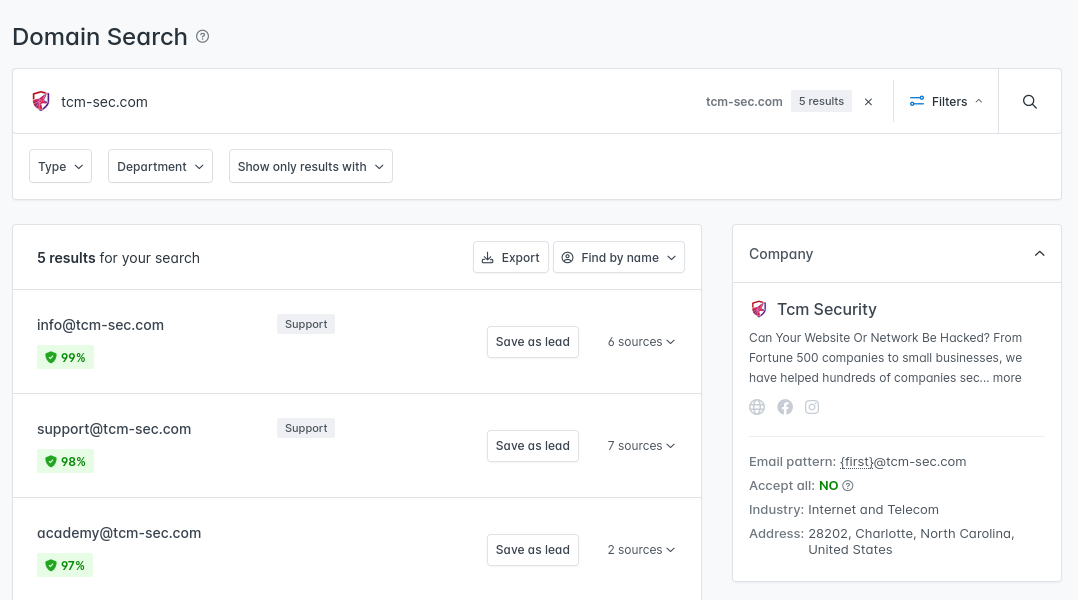 Domain Search
tcm-sec.com
tcm-sec.com 5 results × Filters
Type Department Show only results with
5 results for your search Export Find by name
info@tcm-sec.com Support
99%
Save as lead 6 sources
support@tcm-sec.com Support
98%
Save as lead 7 sources
academy@tcm-sec.com
97%
Save as lead 2 sources
Company
Tcm Security
Can Your Website Or Network Be Hacked? From
Fortune 500 companies to small businesses, we
have helped hundreds of companies sec... more
Email pattern: {first}@tcm-sec.com
Accept all: NO
Industry: Internet and Telecom
Address: 28202, Charlotte, North Carolina,
United States